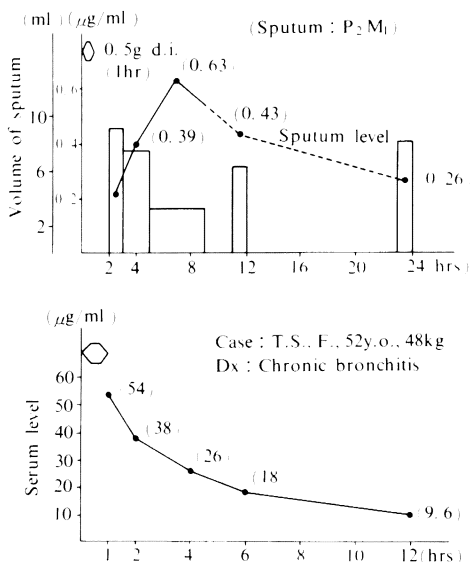 (ml) (μg/ml) (Sputum : P2M1)
0.5g d.i.
(1hr)
(0.63)
(0.39)
(0.43)
0.26
Sputum level
Volume of sputum
10
6
2
0.6
0.4
0.2
2 4 8 12 16 20 24 hrs)
(μg/ml)
Case : T.S., F., 52y.o., 48kg
Dx : Chronic bronchitis
Serum level
60
50
40
30
20
10
(54)
(38)
(26)
(18
(9.6)
1 2 4 6 8 10 12 (hrs)